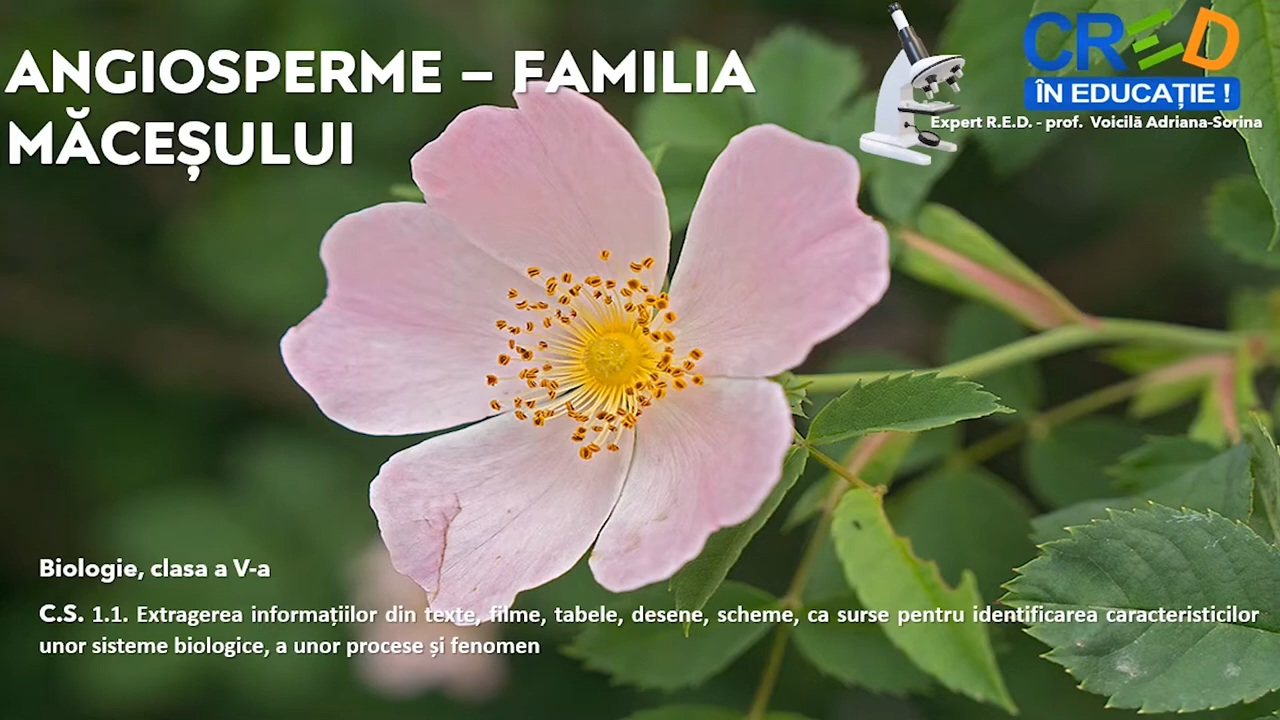 ANGIOSPERME – FAMILIA
MĂCEȘULUI
CRED
ÎN EDUCAȚIE !
Expert R.E.D. - prof. Voicilă Adriana-Sorina
Biologie, clasa a V-a
C.S. 1.1. Extragerea informațiilor din texte, filme, tabele, desene, scheme, ca surse pentru identificarea caracteristicilor
unor sisteme biologice, a unor procese și fenomen